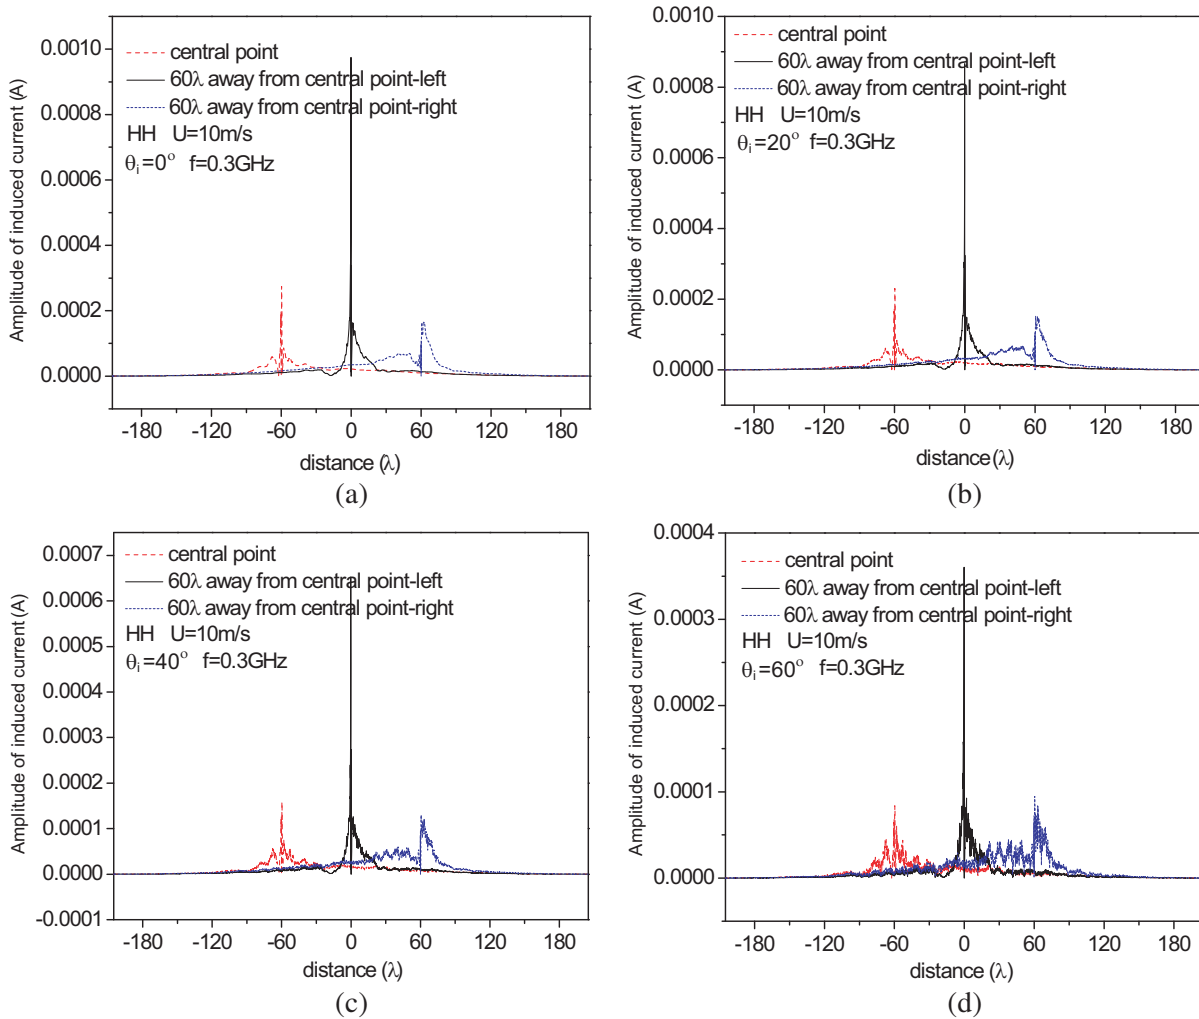 0.0010
0.0008
0.0006
0.0004
0.0002
0.0000
Amplitude of induced current (A)
central point
60λ away from central point-left
60λ away from central point-right
HH U=10m/s
θi=0° f=0.3GHz
-180 -120 -60 0 60 120 180
distance (λ)
(a)
0.0010
0.0008
0.0006
0.0004
0.0002
0.0000
Amplitude of induced current (A)
central point
60λ away from central point-left
60λ away from central point-right
HH U=10m/s
θi=20° f=0.3GHz
-180 -120 -60 0 60 120 180
distance(λ)
(b)
0.0007
0.0006
0.0005
0.0004
0.0003
0.0002
0.0001
0.0000
-0.0001
Amplitude of induced current (A)
central point
60λ away from central point-left
60λ away from central point-right
HH U=10m/s
θi=40° f=0.3GHz
-180 -120 -60 0 60 120 180
distance (λ)
(c)
0.0004
0.0003
0.0002
0.0001
0.0000
Amplitude of induced current (A)
central point
60λ away from central point-left
60λ away from central point-right
HH U=10m/s
θi=60° f=0.3GHz
-180 -120 -60 0 60 120 180
distance (λ)
(d)